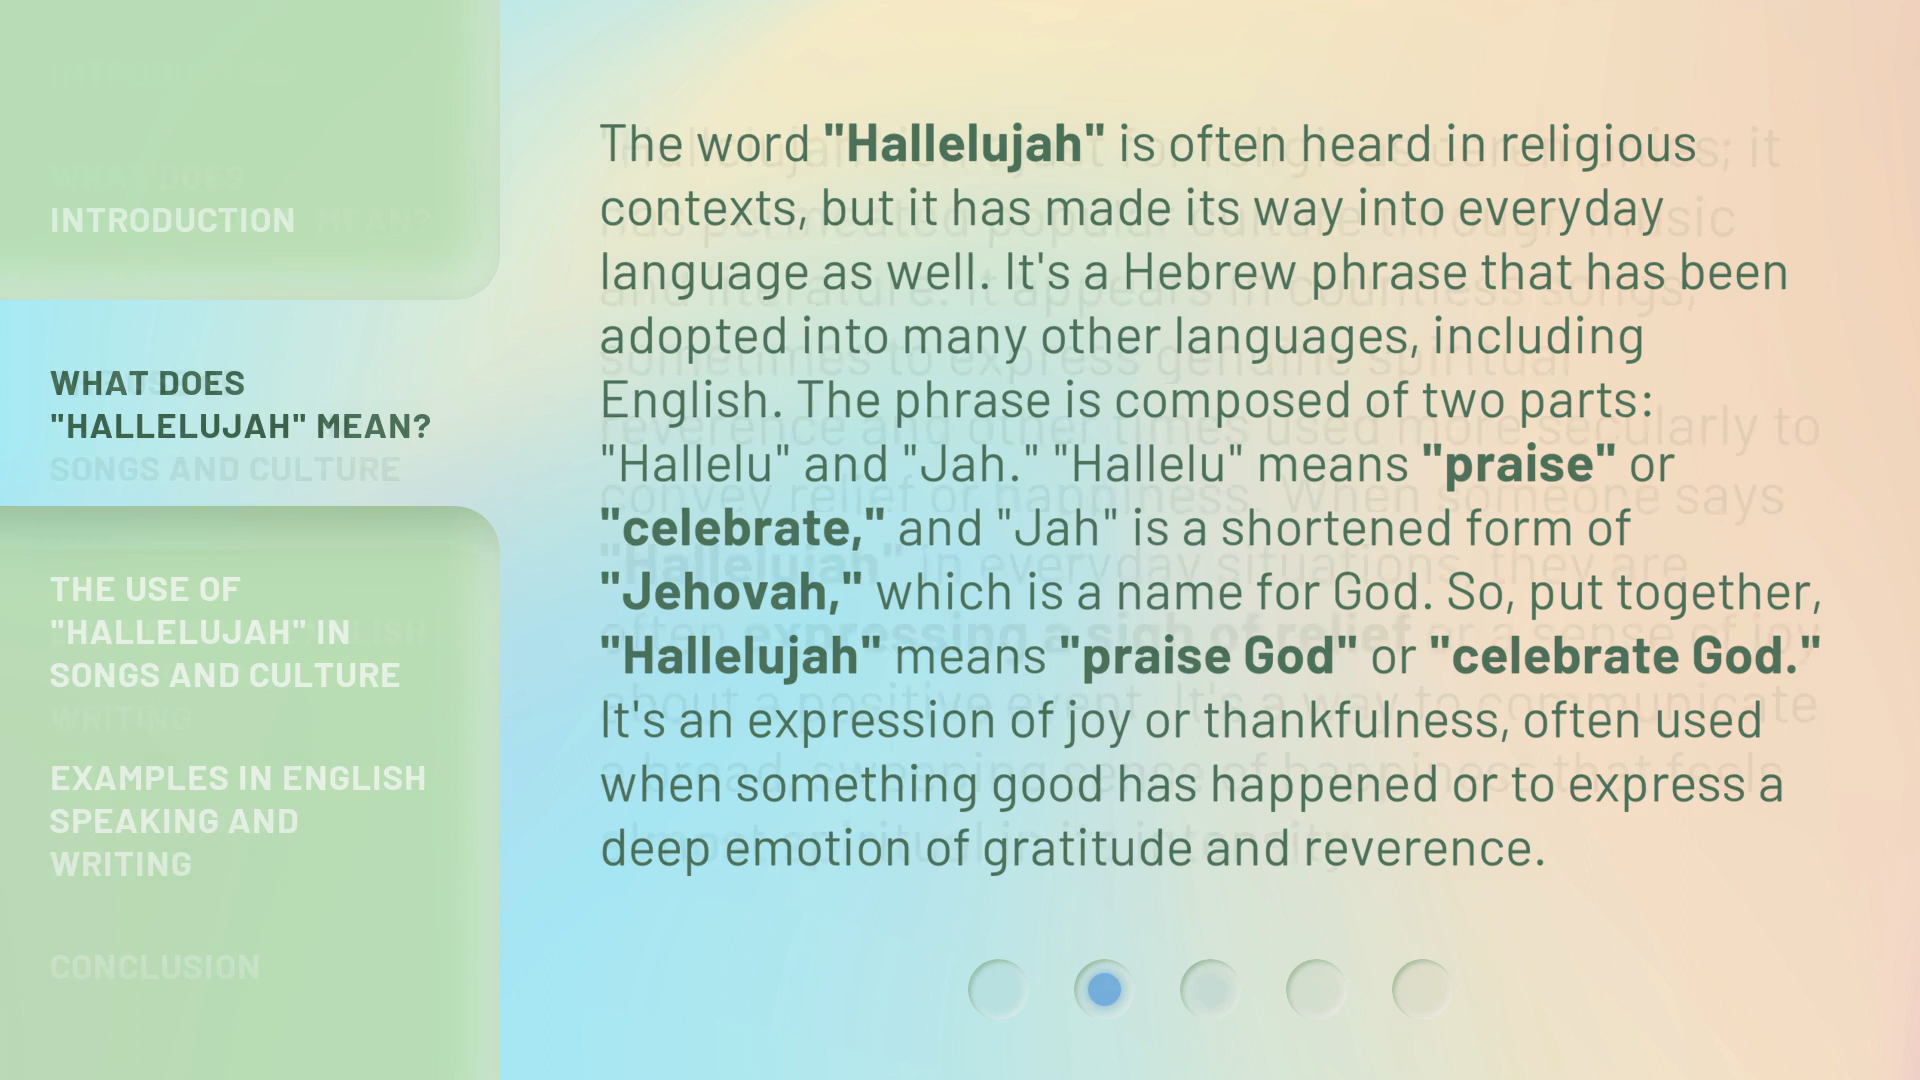 INTRODUCTION
WHAT DOES
"HALLELUJAH" MEAN?
SONGS AND CULTURE
THE USE OF
"HALLELUJAH" IN
SONGS AND CULTURE
WRITING
EXAMPLES IN ENGLISH
SPEAKING AND
WRITING
CONCLUSION
The word "Hallelujah" is often heard in religious
contexts, but it has made its way into everyday
language as well. It's a Hebrew phrase that has been
adopted into many other languages, including
English. The phrase is composed of two parts:
"Hallelu" and "Jah." "Hallelu" means "praise" or
"celebrate," and "Jah" is a shortened form of
"Jehovah," which is a name for God. So, put together,
"Hallelujah" means "praise God" or "celebrate God."
It's an expression of joy or thankfulness, often used
when something good has happened or to express a
deep emotion of gratitude and reverence.